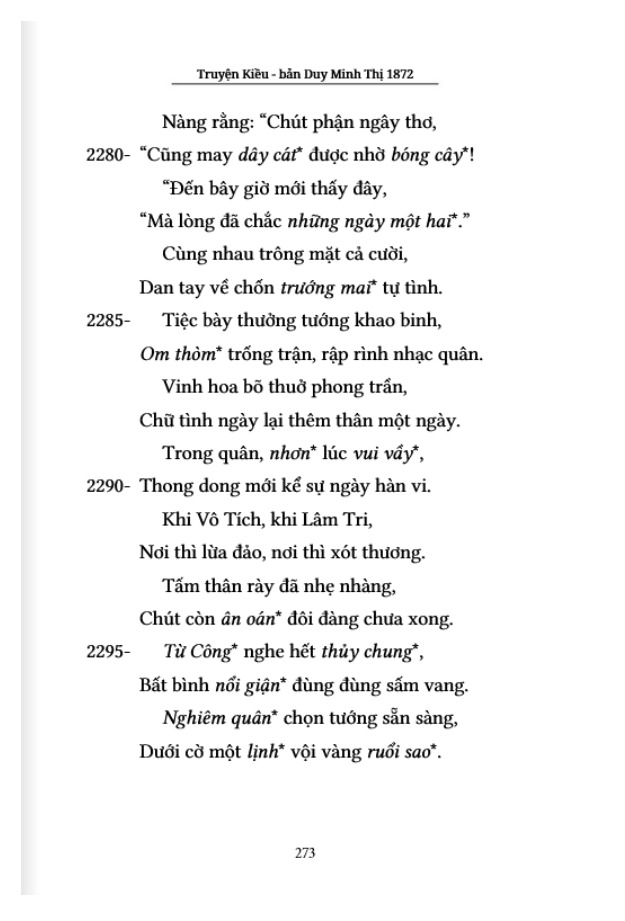 Truyện Kiều - bản Duy Minh Thị 1872
Nàng rằng: “Chút phận ngây thơ,
2280- “Cũng may dây cát* được nhờ bóng cây*!
“Đến bây giờ mới thấy đây,
“Mà lòng đã chắc những ngày một hai*.”
Cùng nhau trông mặt cả cười,
Dan tay về chốn trướng mai* tự tình.
2285- Tiệc bày thưởng tướng khao binh,
Om thòm* trống trận, rập rình nhạc quân.
Vinh hoa bõ thuở phong trần,
Chữ tình ngày lại thêm thân một ngày.
Trong quân, nhơn* lúc vui vầy*,
2290- Thong dong mới kể sự ngày hàn vi.
Khi Vô Tích, khi Lâm Tri,
Nơi thì lừa đảo, nơi thì xót thương.
Tấm thân rày đã nhẹ nhàng,
Chút còn ân oán* đôi đàng chưa xong.
2295- Từ Công* nghe hết thủy chung*,
Bất bình nổi giận* đùng đùng sấm vang.
Nghiêm quân* chọn tướng sẵn sàng,
Dưới cờ một lịnh* vội vàng ruổi sao*.
273